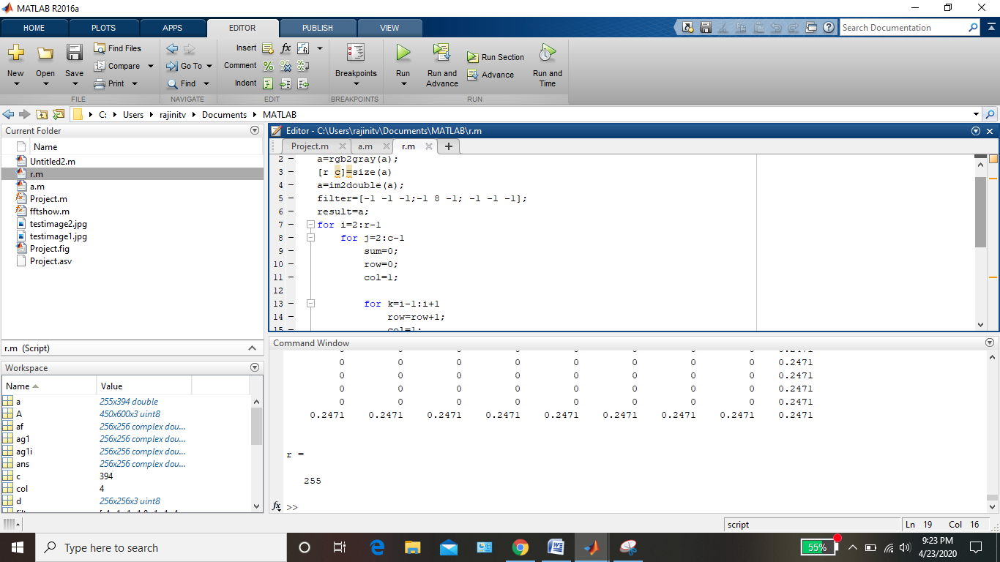 MATLAB R2016a
HOME PLOTS APPS EDITOR PUBLISH VIEW Search Documentation
New Open Save Find Files Compare Print
Go To Find
Insert fx
Comment % %
Indent
Breakpoints Run Run and Advance Run Section Advance Run and Time
FILE NAVIGATE EDIT BREAKPOINTS RUN
C: Users rajinitv Documents MATLAB
Current Folder
Name
Untitled2.m
r.m
a.m
Project.m
fftshow.m
testimage2.jpg
testimage1.jpg
Project.fig
Project.asv
r.m (Script)
Workspace
Name Value
a 255x394 double
A 450x600x3 uint8
af 256x256 complex dou...
ag1 256x256 complex dou...
ag1i 256x256 complex dou...
ans 256x256 complex dou...
c 394
col 4
d 256x256x3 uint8
Editor - C:\Users\rajinitv\Documents\MATLAB\r.m
Project.m a.m r.m +
2 – a=rgb2gray(a);
3 – [r c]=size(a)
4 – a=im2double(a);
5 – filter=[-1 -1 -1;-1 8 -1; -1 -1 -1];
6 – result=a;
7 – for i=2:r-1
8 – for j=2:c-1
9 – sum=0;
10 – row=0;
11 – col=1;
12
13 – for k=i-1:i+1
14 – row=row+1;
15 – col=1;
Command Window
0 0 0 0 0 0 0 0 0.2471
0 0 0 0 0 0 0 0 0.2471
0 0 0 0 0 0 0 0 0.2471
0 0 0 0 0 0 0 0 0.2471
0 0 0 0 0 0 0 0 0.2471
0.2471 0.2471 0.2471 0.2471 0.2471 0.2471 0.2471 0.2471 0.2471
r =
255
fx >>
script Ln 19 Col 16
Type here to search
55%
9:23 PM
4/23/2020